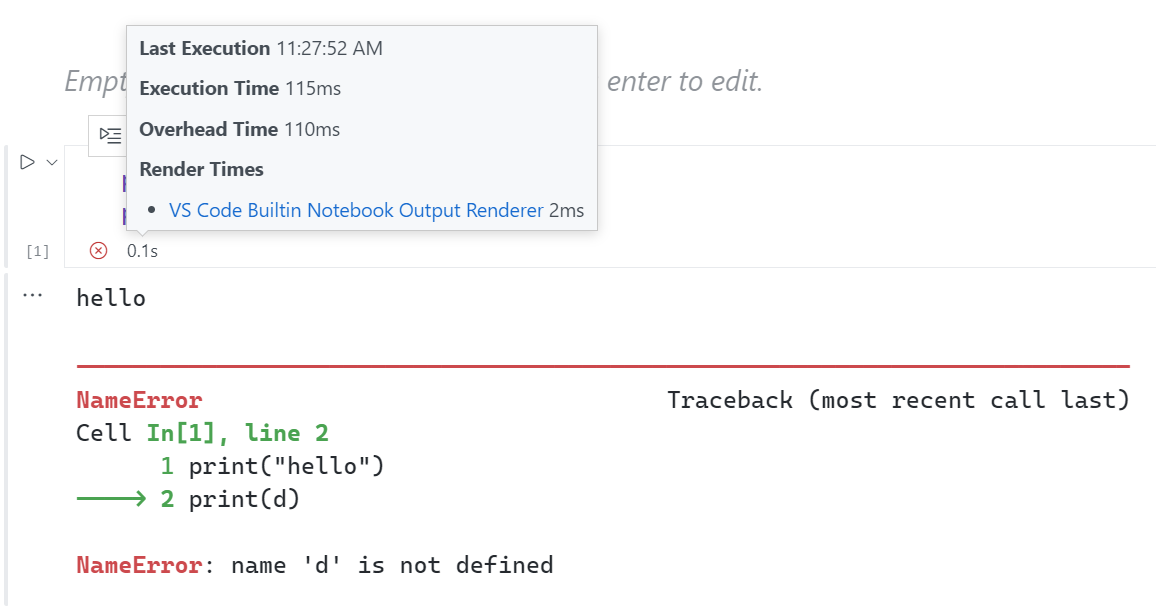 Last Execution 11:27:52 AM
enter to edit.
Execution Time 115ms
Overhead Time 110ms
Render Times
• VS Code Builtin Notebook Output Renderer 2ms
[1]
0.1s
hello
NameError Traceback (most recent call last)
Cell In[1], line 2
1 print("hello")
----> 2 print(d)
NameError: name 'd' is not defined